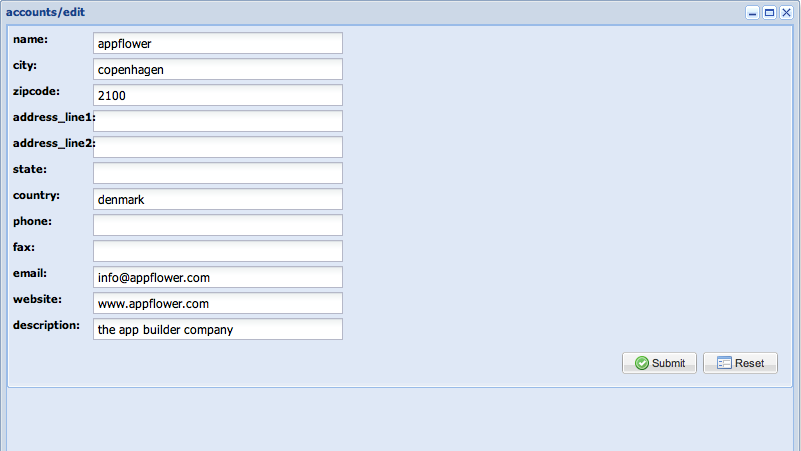 accounts/edit
name: appflower
city: copenhagen
zipcode: 2100
address_line1:
address_line2:
state:
country: denmark
phone:
fax:
email: info@appflower.com
website: www.appflower.com
description: the app builder company
Submit Reset